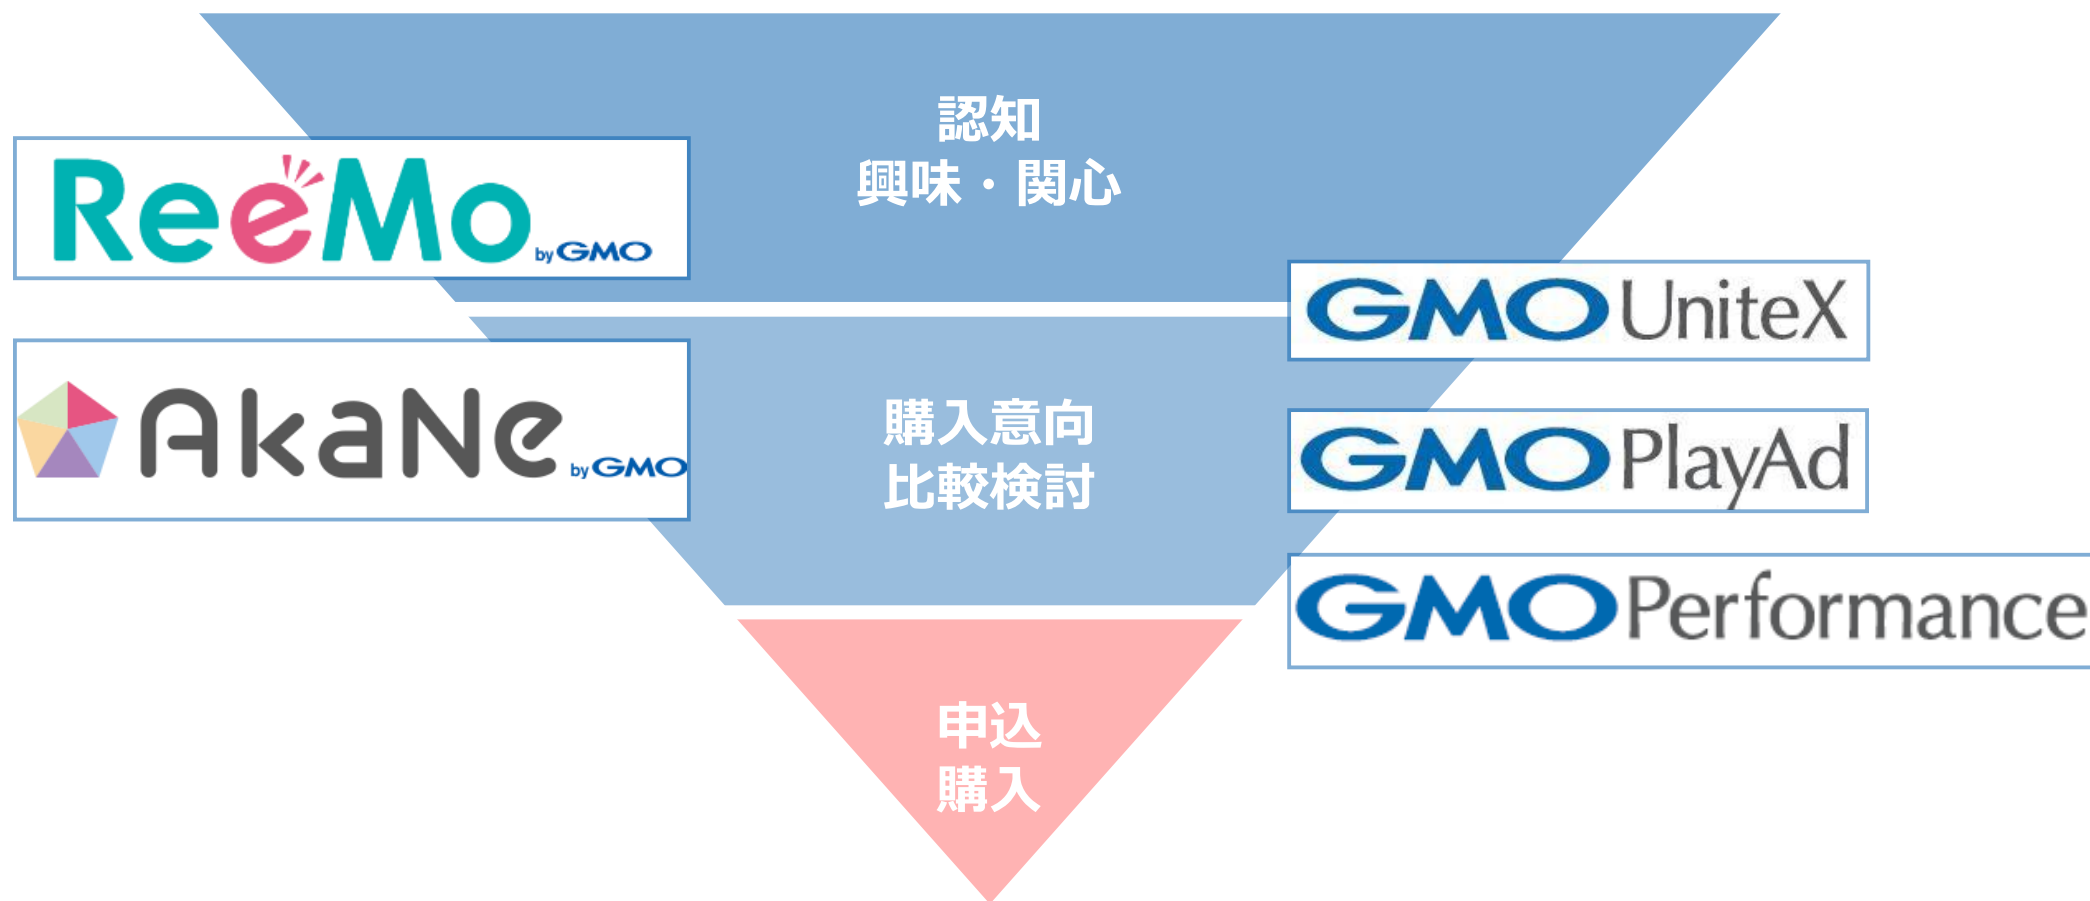 認知
興味・関心
ReeMo by GMO
GMO UniteX
AkaNe by GMO
購入意向
比較検討
GMO PlayAd
GMO Performance
申込
購入